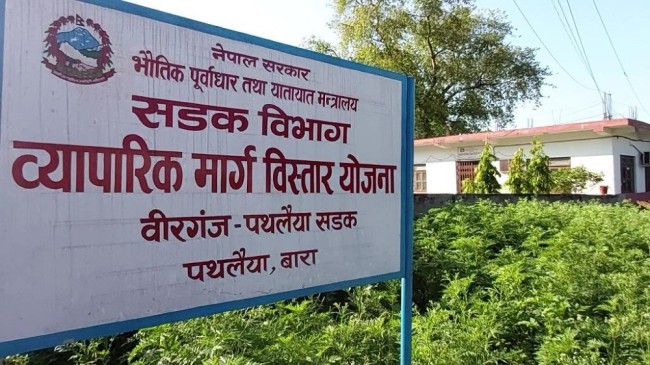 नेपाल सरकार
भौतिक पूर्वाधार तथा यातायात मन्त्रालय
सडक विभाग
व्यापारिक मार्ग विस्तार योजना
वीरगंज-पथलैया सडक
पथलैया, बारा